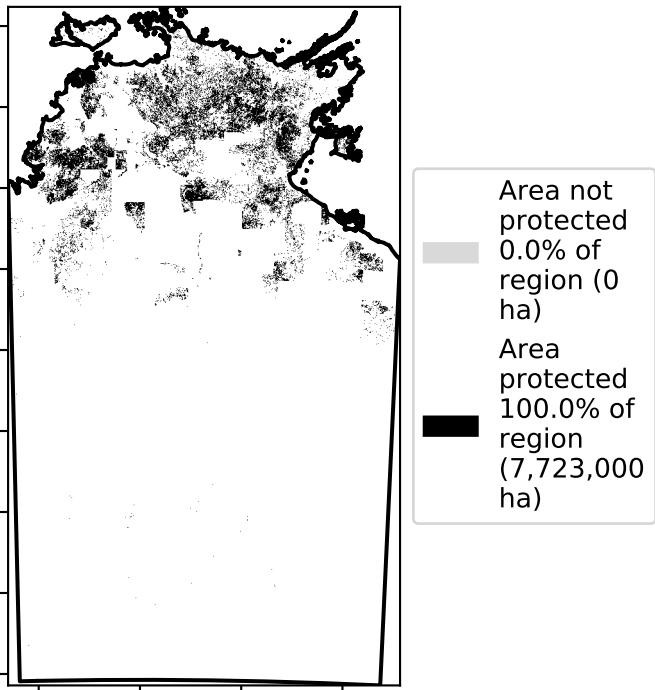 Area not
protected
0.0% of
region (0
ha)
Area
protected
100.0% of
region
(7,723,000
ha)